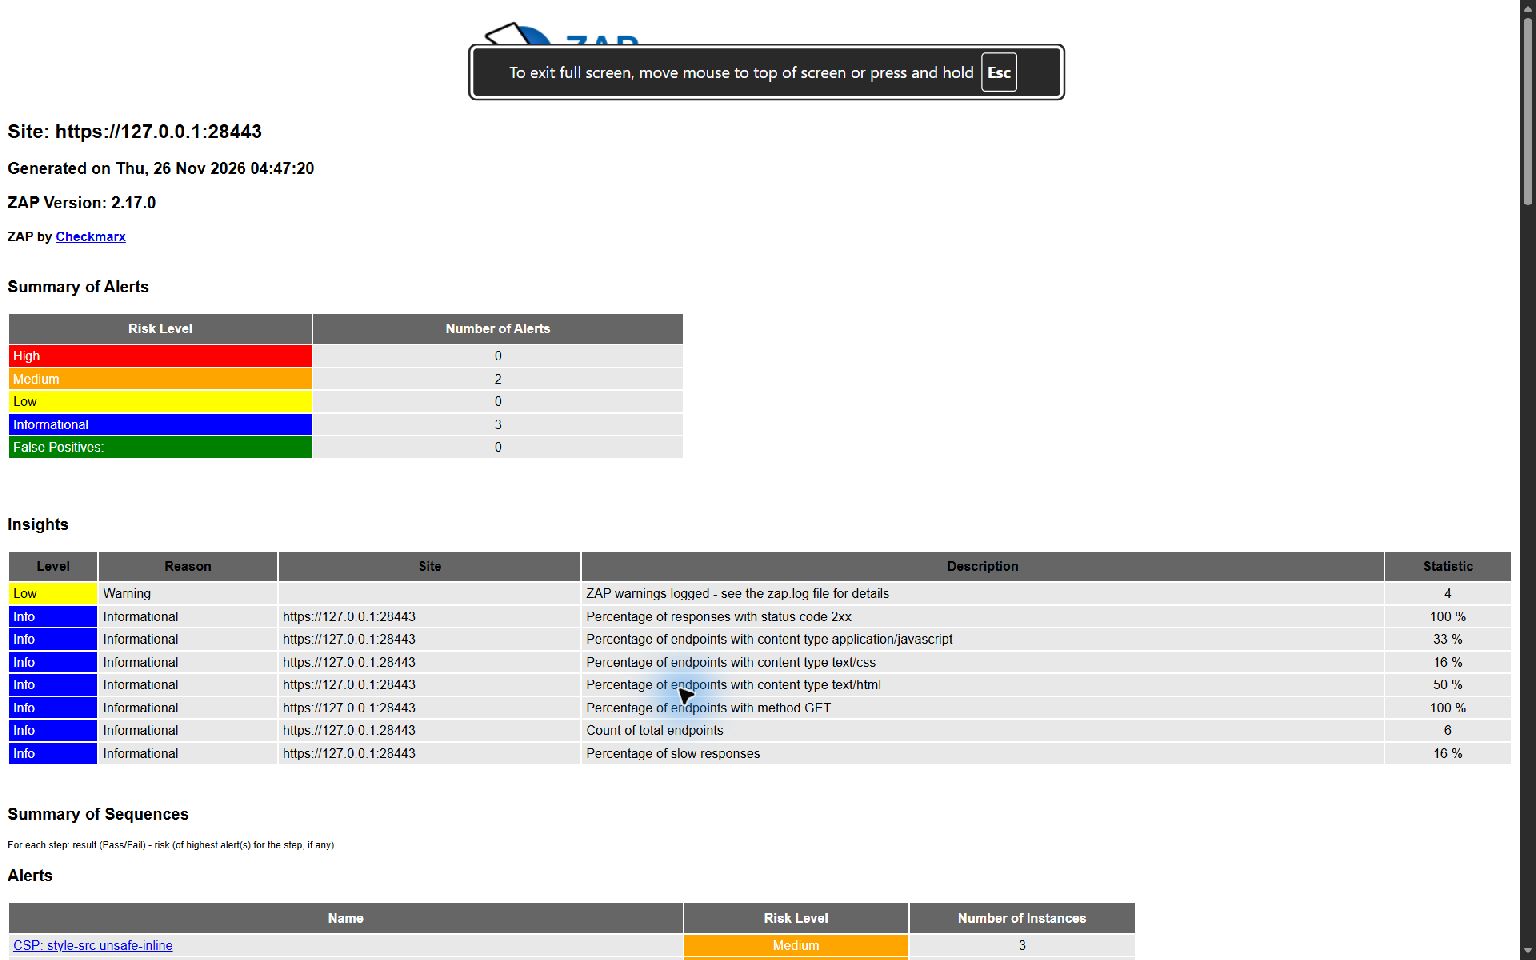 ZAP
To exit full screen, move mouse to top of screen or press and hold Esc
Site: https://127.0.0.1:28443
Generated on Thu, 26 Nov 2026 04:47:20
ZAP Version: 2.17.0
ZAP by Checkmarx
Summary of Alerts
Risk Level Number of Alerts
High 0
Medium 2
Low 0
Informational 3
False Positives: 0
Insights
Level Reason Site Description Statistic
Low Warning ZAP warnings logged - see the zap.log file for details 4
Info Informational https://127.0.0.1:28443 Percentage of responses with status code 2xx 100 %
Info Informational https://127.0.0.1:28443 Percentage of endpoints with content type application/javascript 33 %
Info Informational https://127.0.0.1:28443 Percentage of endpoints with content type text/css 16 %
Info Informational https://127.0.0.1:28443 Percentage of endpoints with content type text/html 50 %
Info Informational https://127.0.0.1:28443 Percentage of endpoints with method GET 100 %
Info Informational https://127.0.0.1:28443 Count of total endpoints 6
Info Informational https://127.0.0.1:28443 Percentage of slow responses 16 %
Summary of Sequences
For each step: result (Pass/Fail) - risk (of highest alert(s) for the step, if any)
Alerts
Name Risk Level Number of Instances
CSP: style-src unsafe-inline Medium 3